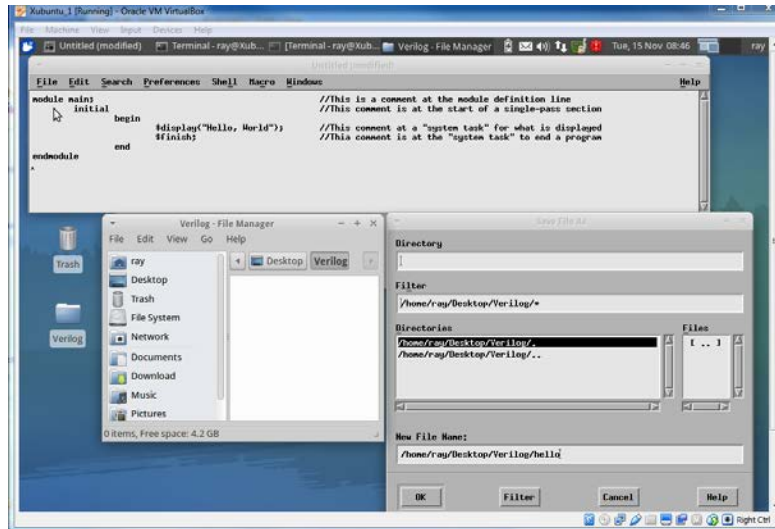 Xubuntu_1 [Running] - Oracle VM VirtualBox
File Machine View Input Devices Help
Untitled (modified) Terminal - ray@Xub... [Terminal - ray@Xub... Verilog - File Manager Tue, 15 Nov 08:46 ray
Untitled (modified)
File Edit Search Preferences Shell Macro Windows Help
module main; //This is a comment at the module definition line
initial //This comment is at the start of a single-pass section
begin
$display("Hello, World"); //This comment at a "system task" for what is displayed
$finish; //Thia comment is at the "system task" to end a program
end
endmodule
Trash
Verilog
Verilog - File Manager
File Edit View Go Help
Desktop Verilog
ray
Desktop
Trash
File System
Network
Documents
Download
Music
Pictures
0 items, Free space: 4.2 GB
Save File As
Directory
Filter
/home/ray/Desktop/Verilog/*
Directories Files
/home/ray/Desktop/Verilog/. [ .. ]
/home/ray/Desktop/Verilog/..
New File Name:
/home/ray/Desktop/Verilog/hello
OK Filter Cancel Help
Right Ctrl